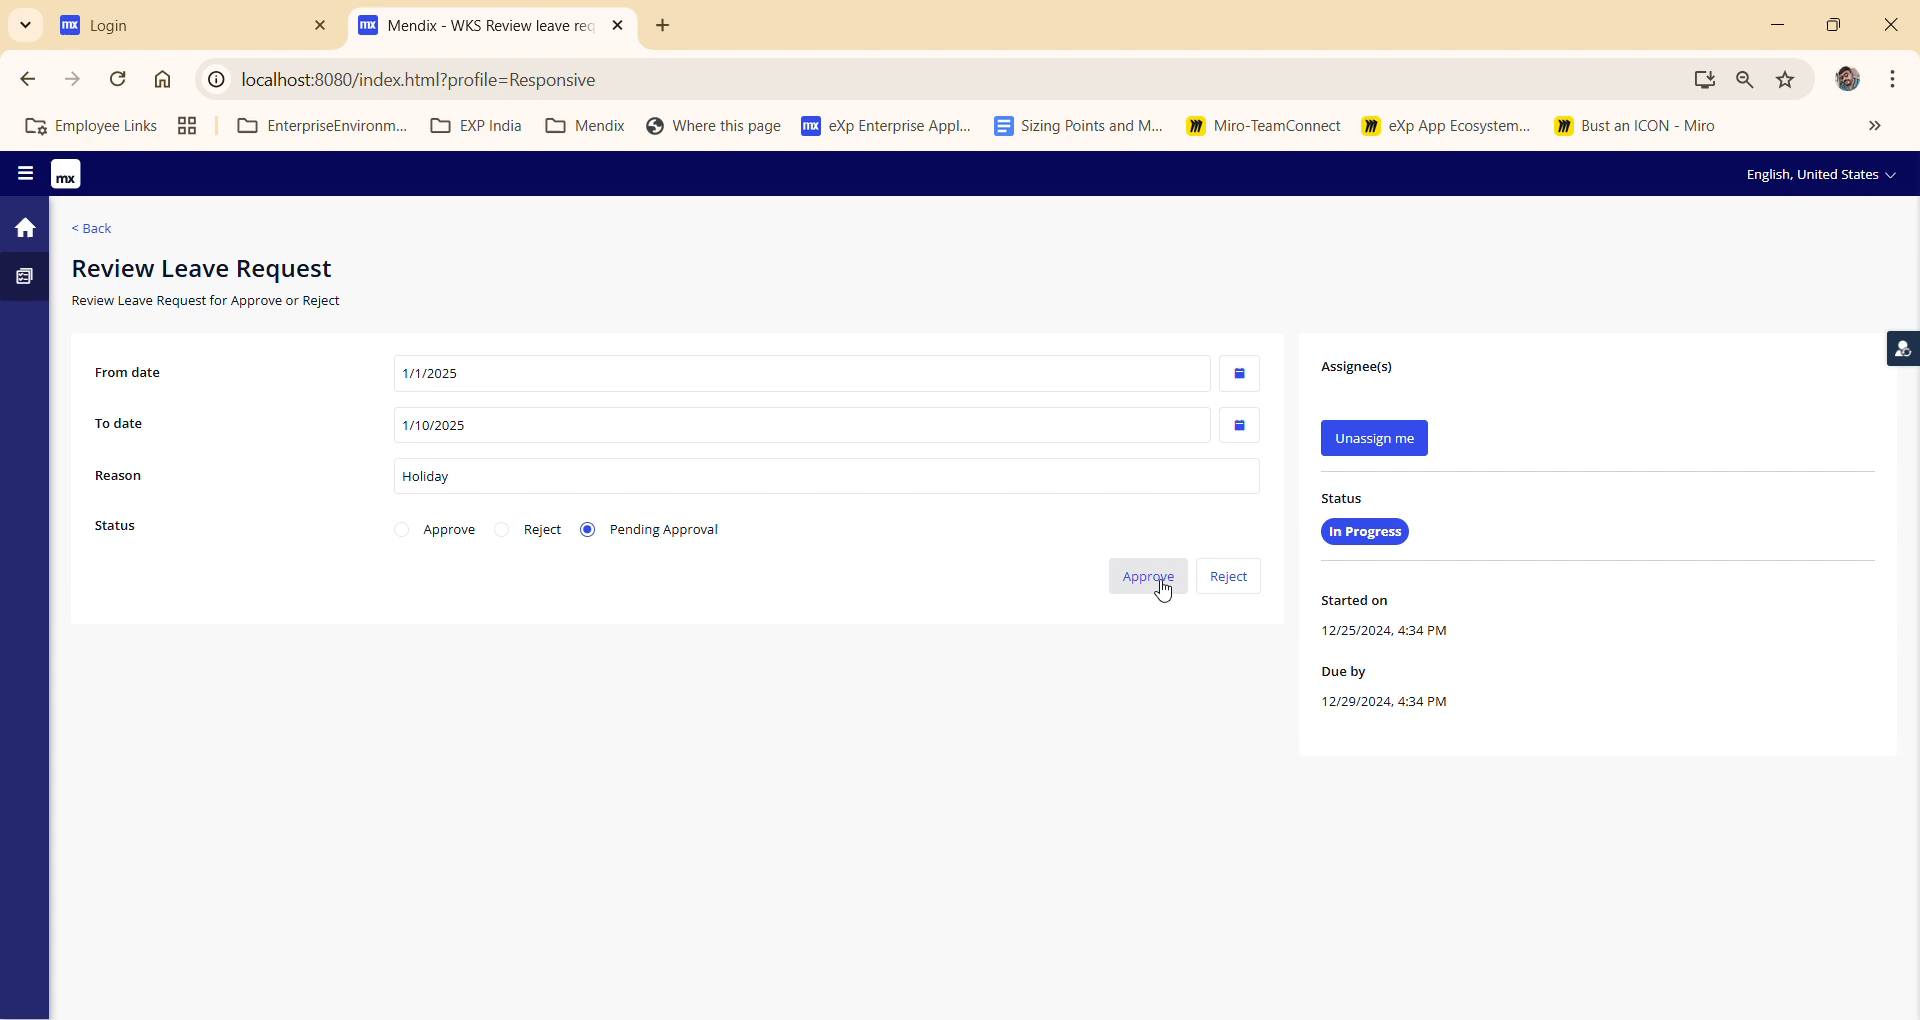 mx Login
mx Mendix - WKS Review leave req
localhost:8080/index.html?profile=Responsive
Employee Links EnterpriseEnvironm... EXP India Mendix Where this page mx eXp Enterprise Appl... Sizing Points and M... Miro-TeamConnect eXp App Ecosystem... Bust an ICON - Miro »
mx English, United States
< Back
Review Leave Request
Review Leave Request for Approve or Reject
From date 1/1/2025
To date 1/10/2025
Reason Holiday
Status Approve Reject Pending Approval
Approve Reject
Assignee(s)
Unassign me
Status
In Progress
Started on
12/25/2024, 4:34 PM
Due by
12/29/2024, 4:34 PM